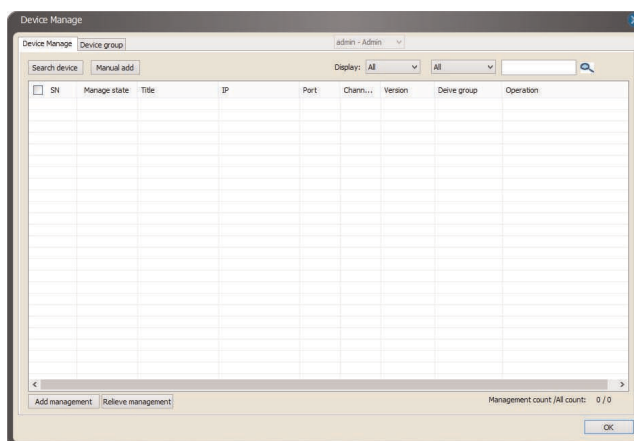 Device Manage
Device Manage Device group admin - Admin
Search device Manual add Display: All All
SN Manage state Title IP Port Chann... Version Deive group Operation
Add management Relieve management Management count /All count: 0 / 0
OK